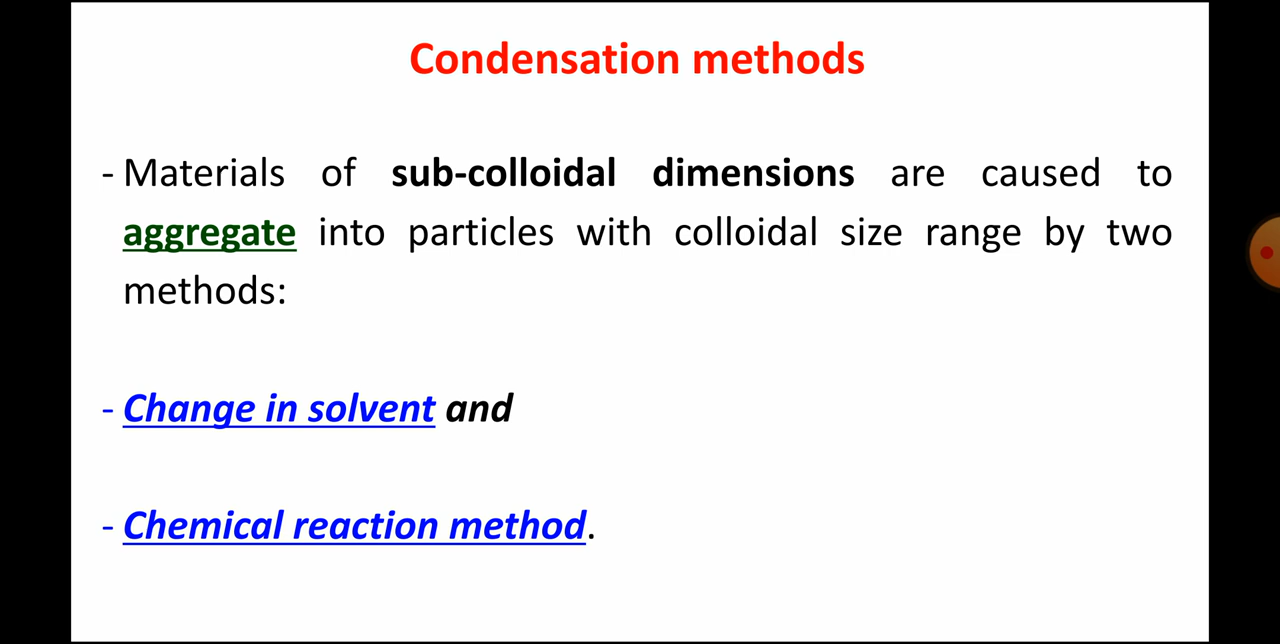 Condensation methods
- Materials of sub-colloidal dimensions are caused to
aggregate into particles with colloidal size range by two
methods:
- Change in solvent and
- Chemical reaction method.